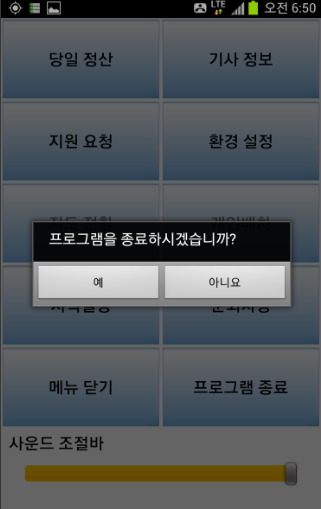 LTE 오전 6:50
당일 정산 기사 정보
지원 요청 환경 설정
프로그램을 종료하시겠습니까?
예 아니요
메뉴 닫기 프로그램 종료
사운드 조절바